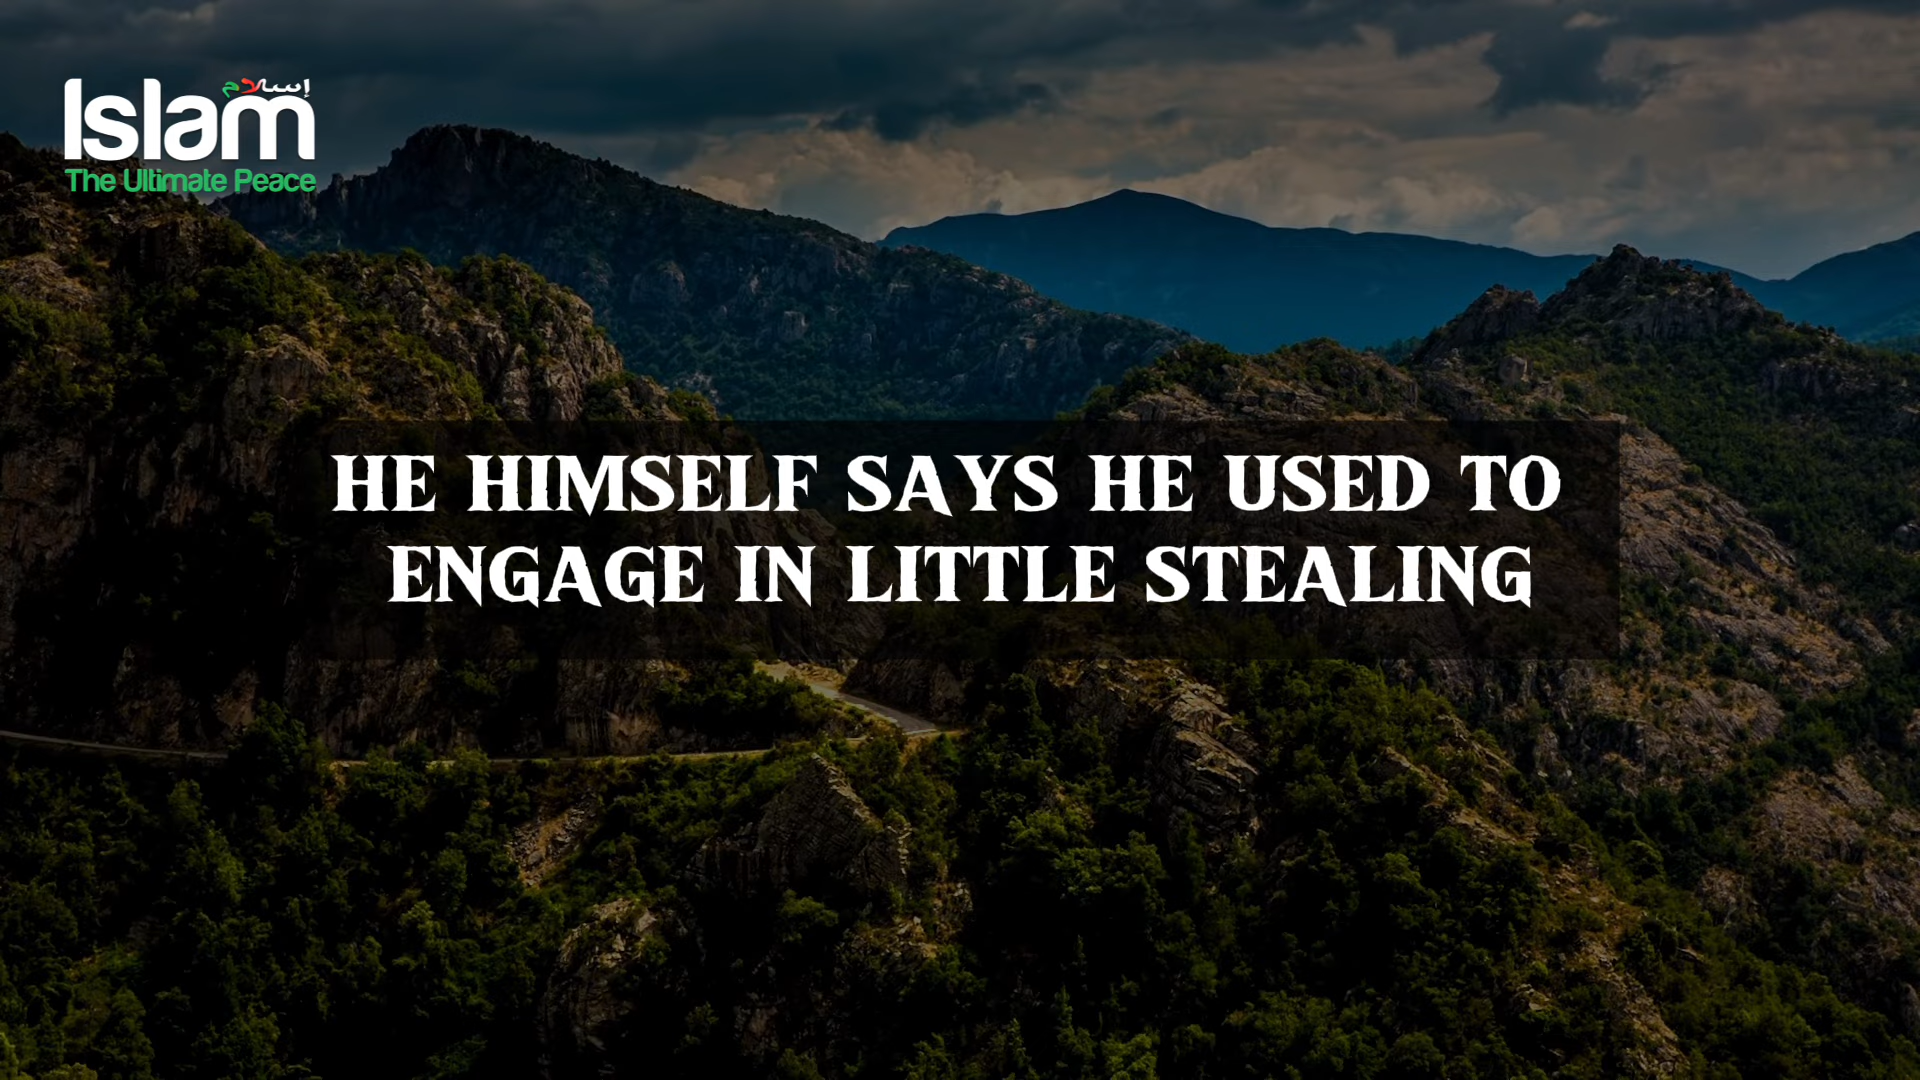 إسلام
Islam
The Ultimate Peace
HE HIMSELF SAYS HE USED TO
ENGAGE IN LITTLE STEALING